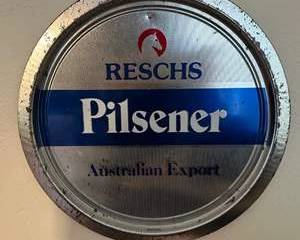 RESCHS
Pilsener
Australian Export